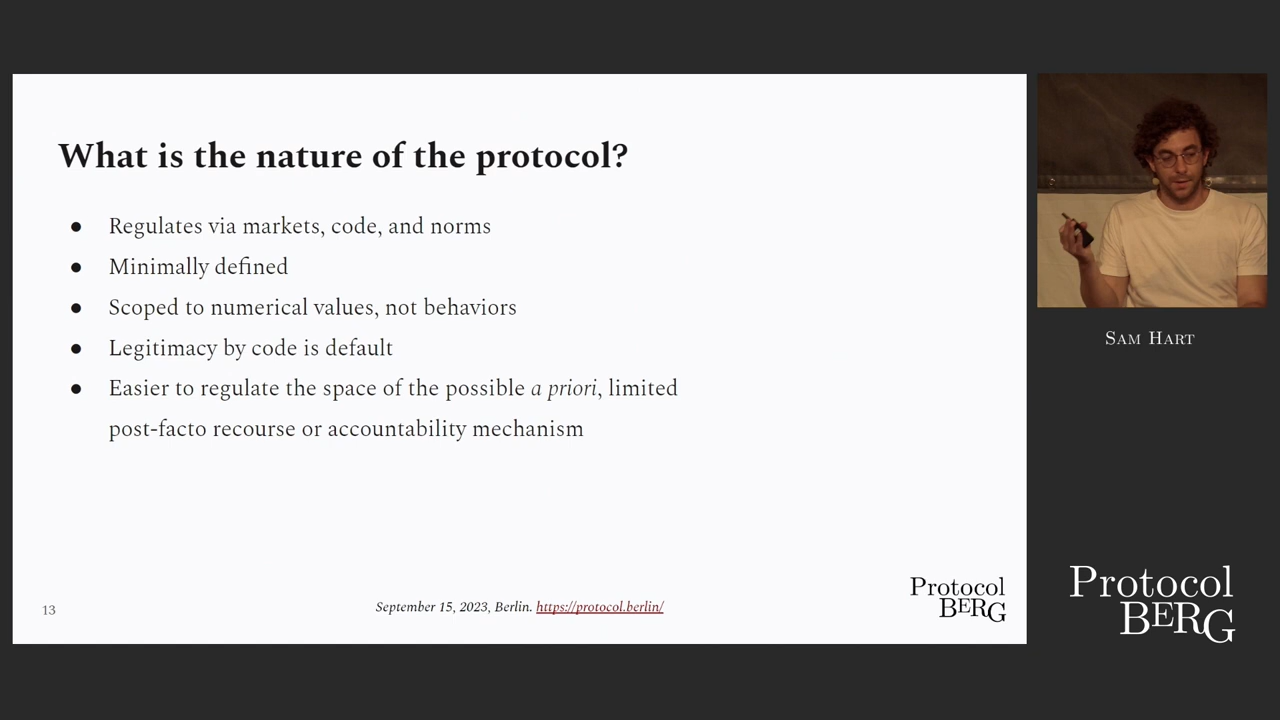 What is the nature of the protocol?
● Regulates via markets, code, and norms
● Minimally defined
● Scoped to numerical values, not behaviors
● Legitimacy by code is default
● Easier to regulate the space of the possible a priori, limited
post-facto recourse or accountability mechanism
13
September 15, 2023, Berlin. https://protocol.berlin/
Protocol
BERG
SAM HART
Protocol
BERG